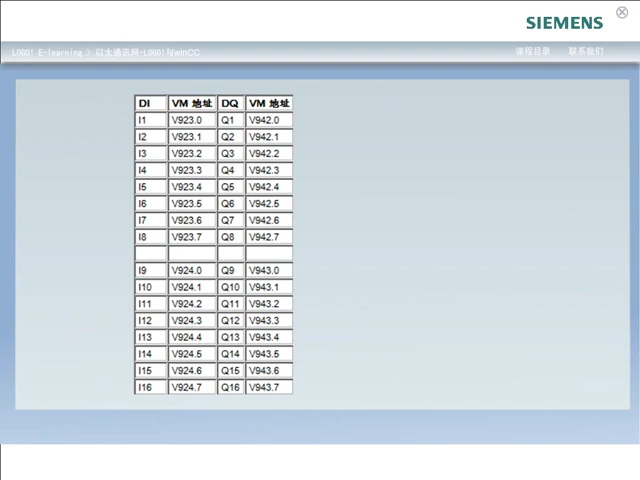 SIEMENS
LOGO! E-learning > 以太通讯网-LOGO!与winCC 课程目录 联系我们
DI VM 地址 DQ VM 地址
I1 V923.0 Q1 V942.0
I2 V923.1 Q2 V942.1
I3 V923.2 Q3 V942.2
I4 V923.3 Q4 V942.3
I5 V923.4 Q5 V942.4
I6 V923.5 Q6 V942.5
I7 V923.6 Q7 V942.6
I8 V923.7 Q8 V942.7
I9 V924.0 Q9 V943.0
I10 V924.1 Q10 V943.1
I11 V924.2 Q11 V943.2
I12 V924.3 Q12 V943.3
I13 V924.4 Q13 V943.4
I14 V924.5 Q14 V943.5
I15 V924.6 Q15 V943.6
I16 V924.7 Q16 V943.7